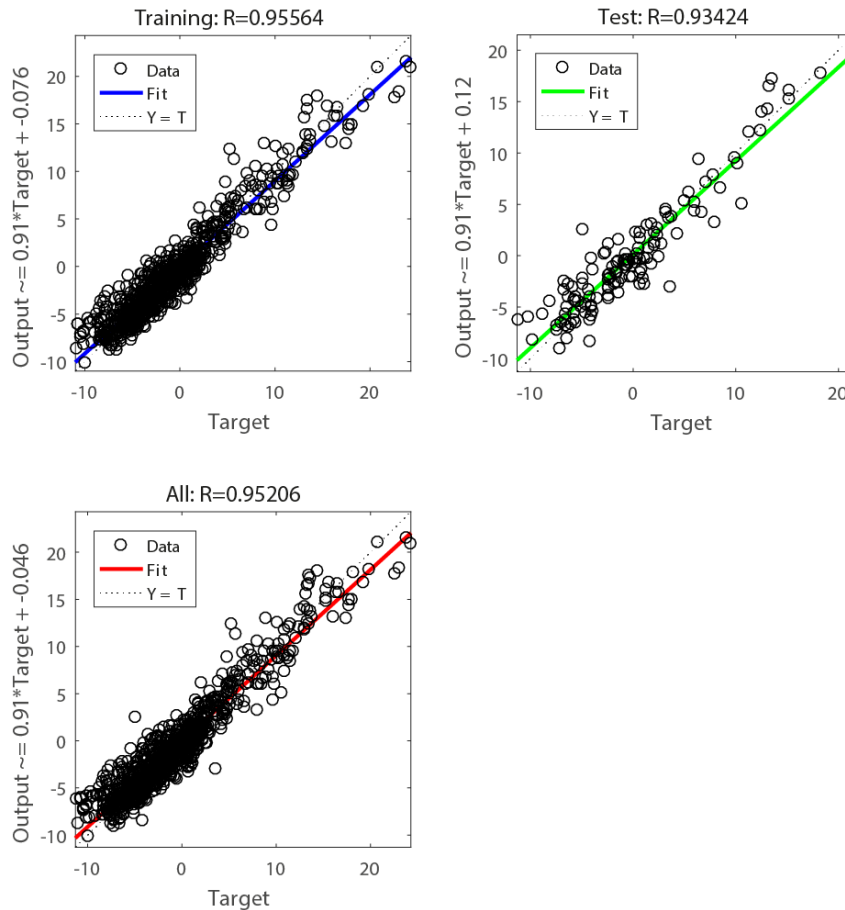 Training: R=0.95564
Output ~= 0.91*Target + -0.076
20
15
10
5
0
-5
-10
Data
Fit
Y = T
-10
0
10
20
Target
Test: R=0.93424
Output ~= 0.91*Target + 0.12
20
15
10
5
0
-5
-10
Data
Fit
Y = T
-10
0
10
20
Target
All: R=0.95206
Output ~= 0.91*Target + -0.046
20
15
10
5
0
-5
-10
Data
Fit
Y = T
-10
0
10
20
Target